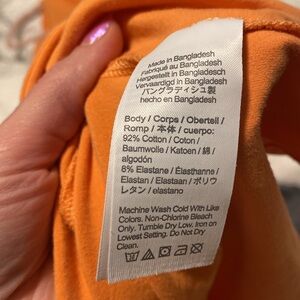 Made in Bangladesh
Fabriqué au Bangladesh
Hergestellt in Bangladesch
Vervaardigd in Bangladesh
バングラディシュ製
hecho en Bangladesh
Body / Corps / Oberteil /
Romp / 本体 / cuerpo:
92% Cotton / Coton /
Baumwolle / Katoen / 綿 /
algodón
8% Elastane / Élasthanne /
Elastan / Elastaan / ポリウ
レタン / elastano
Machine Wash Cold With Like
Colors. Non-Chlorine Bleach
Only. Tumble Dry Low. Iron on
Lowest Setting. Do Not Dry
Clean.